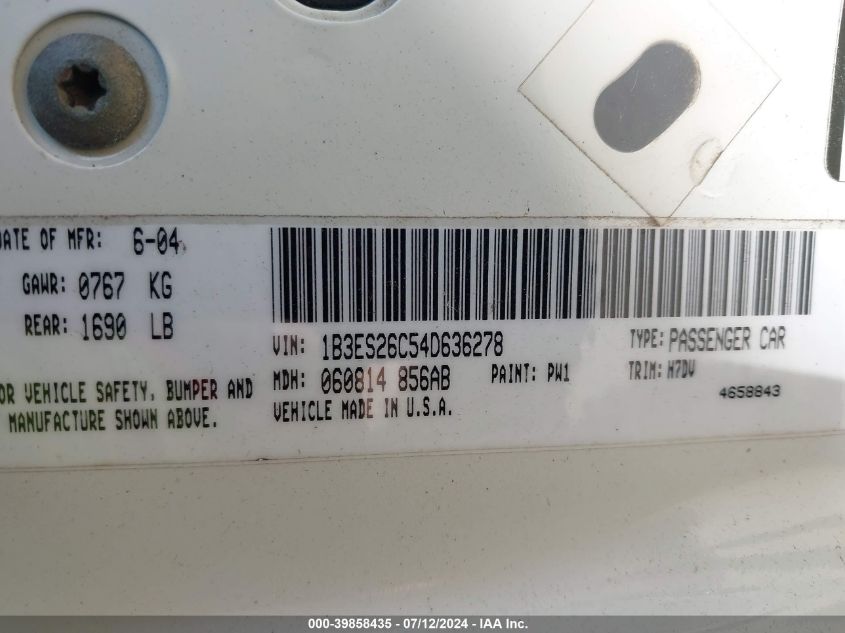 DATE OF MFR: 6-04
GAWR: 0767 KG
REAR: 1690 LB
OR VEHICLE SAFETY, BUMPER AND
MANUFACTURE SHOWN ABOVE.
VIN: 1B3ES26C54D636278
TYPE: PASSENGER CAR
MDH: 060814 856AB
PAINT: PW1
TRIM: M7DV
VEHICLE MADE IN U.S.A.
4658843
000-39858435 - 07/12/2024 - IAA Inc.